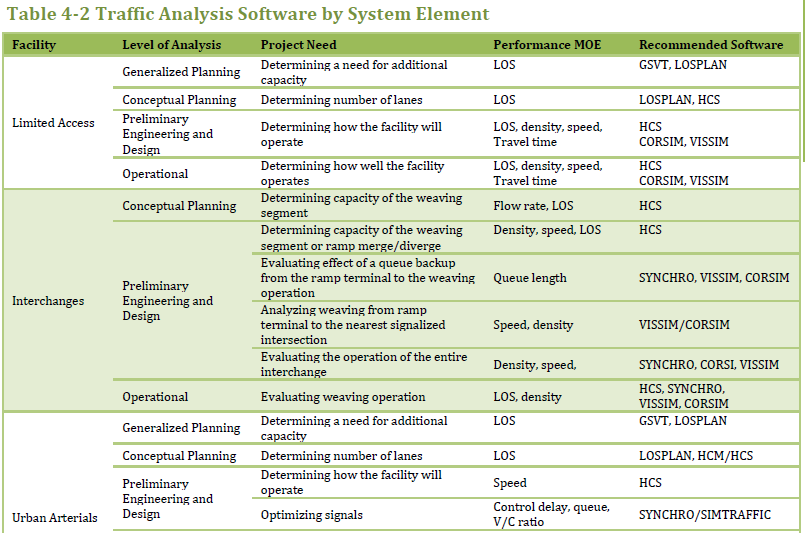 Table 4-2 Traffic Analysis Software by System Element
Facility Level of Analysis Project Need Performance MOE Recommended Software
Limited Access
Generalized Planning
Determining a need for additional
capacity
LOS
GSVT, LOSPLAN
Conceptual Planning
Determining number of lanes
LOS
LOSPLAN, HCS
Preliminary
Engineering and
Design
Determining how the facility will
operate
LOS, density, speed,
Travel time
HCS
CORSIM, VISSIM
Operational
Determining how well the facility
operates
LOS, density, speed,
Travel time
HCS
CORSIM, VISSIM
Interchanges
Conceptual Planning
Determining capacity of the weaving
segment
Flow rate, LOS
HCS
Preliminary
Engineering and
Design
Determining capacity of the weaving
segment or ramp merge/diverge
Density, speed, LOS
HCS
Evaluating effect of a queue backup
from the ramp terminal to the weaving
operation
Queue length
SYNCHRO, VISSIM, CORSIM
Analyzing weaving from ramp
terminal to the nearest signalized
intersection
Speed, density
VISSIM/CORSIM
Evaluating the operation of the entire
interchange
Density, speed,
SYNCHRO, CORSI, VISSIM
Operational
Evaluating weaving operation
LOS, density
HCS, SYNCHRO,
VISSIM, CORSIM
Urban Arterials
Generalized Planning
Determining a need for additional
capacity
LOS
GSVT, LOSPLAN
Conceptual Planning
Determining number of lanes
LOS
LOSPLAN, HCM/HCS
Preliminary
Engineering and
Design
Determining how the facility will
operate
Speed
HCS
Optimizing signals
Control delay, queue,
V/C ratio
SYNCHRO/SIMTRAFFIC